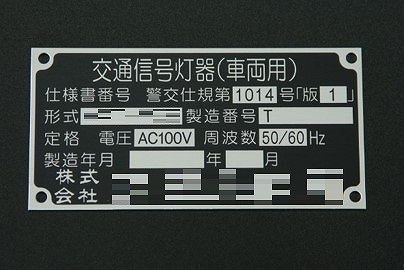 交通信号灯器(車両用)
仕様書番号 警交仕規第1014号「版1」
形式 製造番号 T
定格 電圧 AC100V 周波数 50/60 Hz
製造年月 年 月
株式
会社